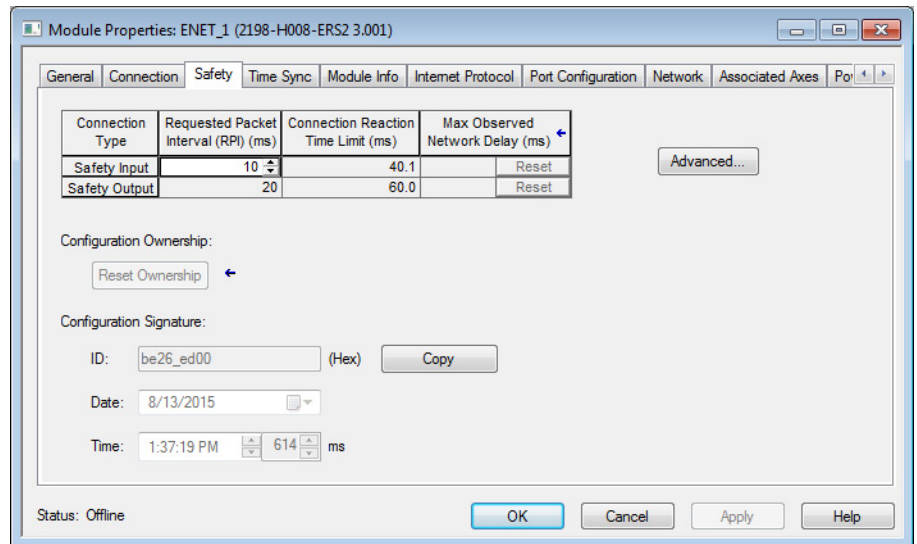 Module Properties: ENET_1 (2198-H008-ERS2 3.001)
General Connection Safety Time Sync Module Info Internet Protocol Port Configuration Network Associated Axes
Connection Type Requested Packet Interval (RPI) (ms) Connection Reaction Time Limit (ms) Max Observed Network Delay (ms)
Safety Input 10 40.1 Reset
Safety Output 20 60.0 Reset
Advanced...
Configuration Ownership:
Reset Ownership
Configuration Signature:
ID: be26_ed00 (Hex) Copy
Date: 8/13/2015
Time: 1:37:19 PM 614 ms
Status: Offline OK Cancel Apply Help